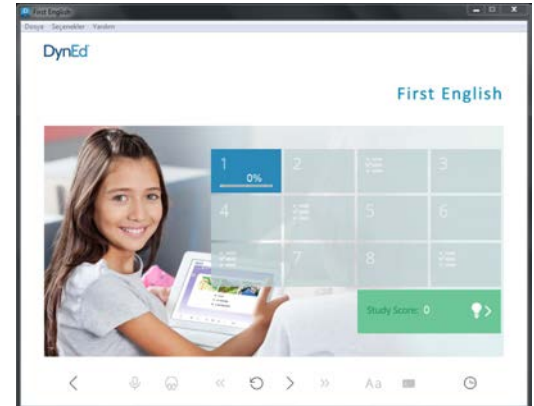 First English
Dosya Seçenekler Yardım
DynEd
First English
1 2 3
0%
4 5 6
7 8
Study Score: 0
Aa